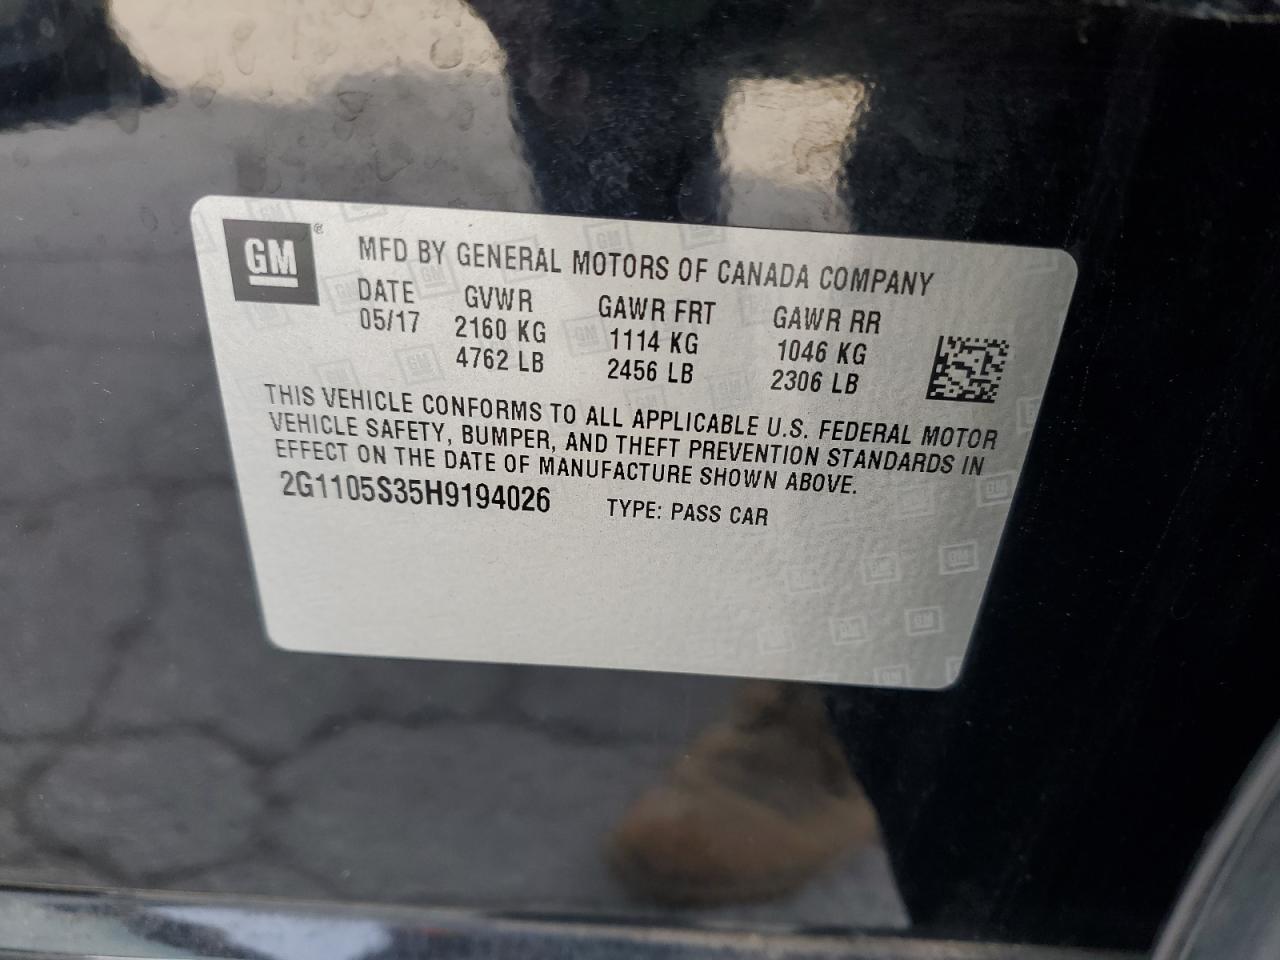 GM ®
MFD BY GENERAL MOTORS OF CANADA COMPANY
DATE GVWR GAWR FRT GAWR RR
05/17 2160 KG 1114 KG 1046 KG
4762 LB 2456 LB 2306 LB
THIS VEHICLE CONFORMS TO ALL APPLICABLE U.S. FEDERAL MOTOR
VEHICLE SAFETY, BUMPER, AND THEFT PREVENTION STANDARDS IN
EFFECT ON THE DATE OF MANUFACTURE SHOWN ABOVE.
2G1105S35H9194026 TYPE: PASS CAR